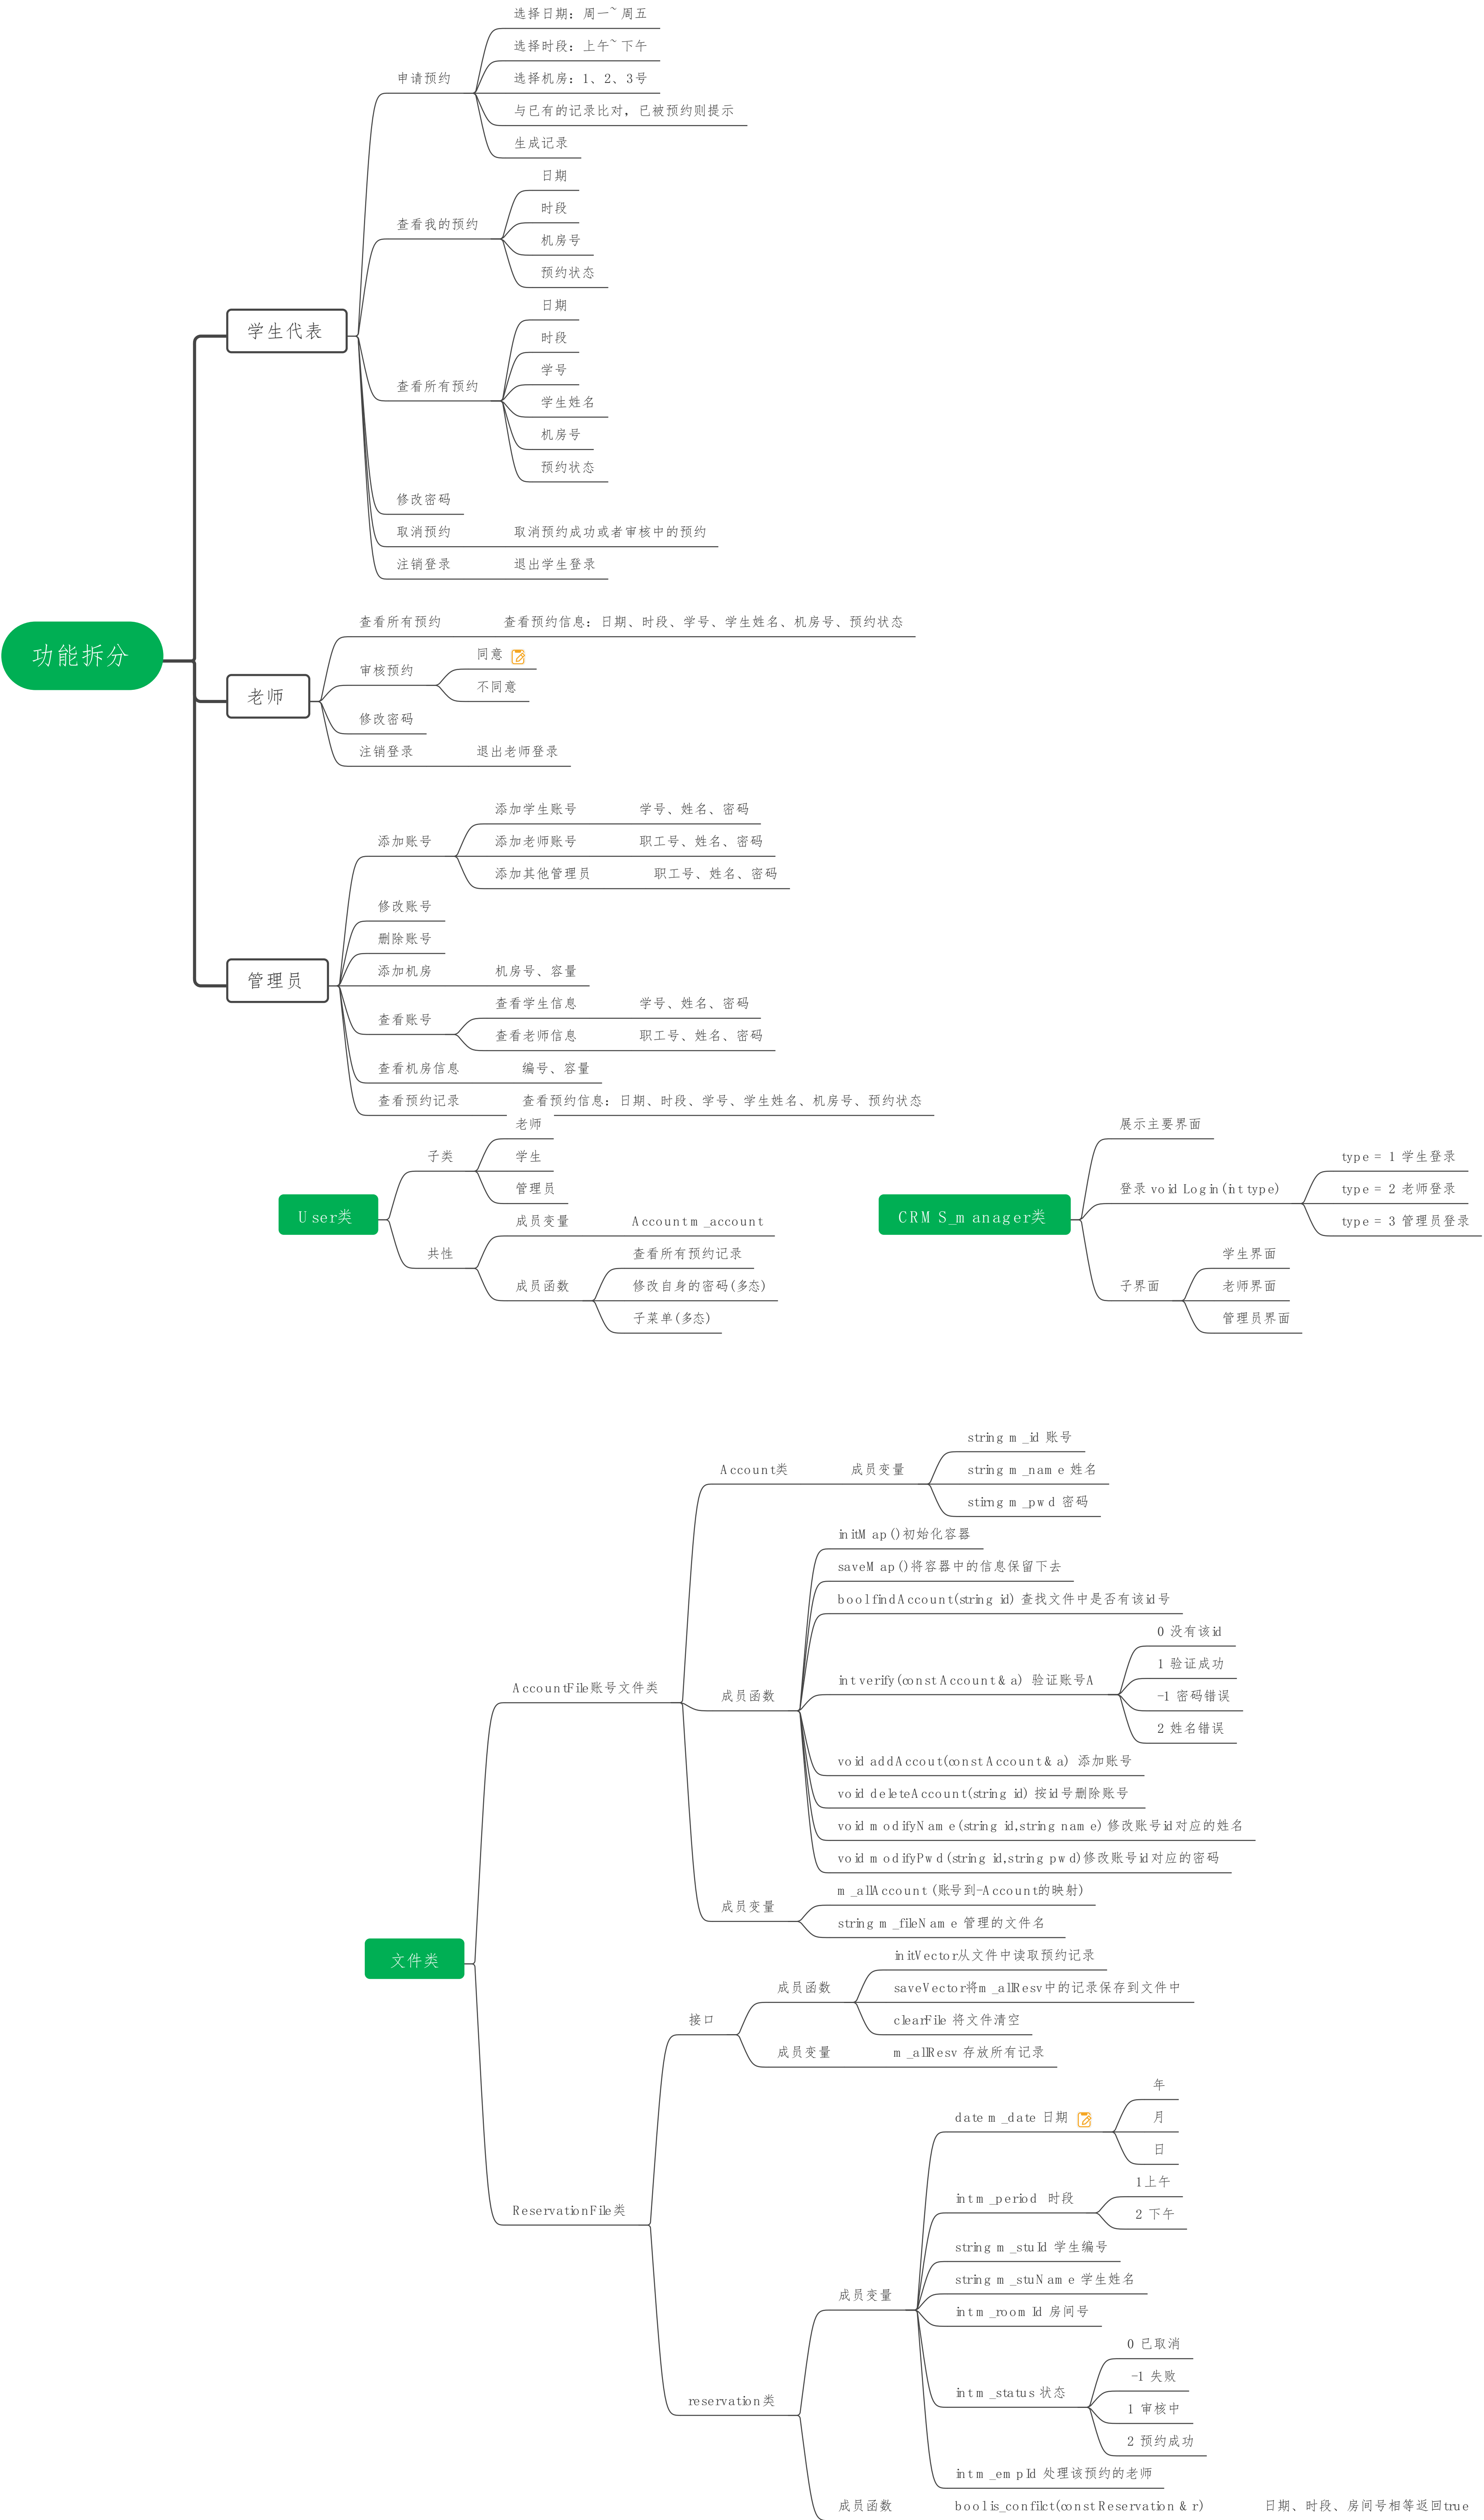 选择日期：周一~周五
选择时段：上午~下午
申请预约
选择机房：1、2、3号
与已有的记录比对，已被预约则提示
生成记录
日期
时段
查看我的预约
机房号
预约状态
日期
时段
学生代表
学号
查看所有预约
学生姓名
机房号
预约状态
修改密码
取消预约 取消预约成功或者审核中的预约
注销登录 退出学生登录
功能拆分
查看所有预约 查看预约信息：日期、时段、学号、学生姓名、机房号、预约状态
同意
审核预约
不同意
老师
修改密码
注销登录 退出老师登录
添加学生账号 学号、姓名、密码
添加账号
添加老师账号 职工号、姓名、密码
添加其他管理员 职工号、姓名、密码
修改账号
删除账号
添加机房 机房号、容量
管理员
查看学生信息 学号、姓名、密码
查看账号
查看老师信息 职工号、姓名、密码
查看机房信息 编号、容量
查看预约记录 查看预约信息：日期、时段、学号、学生姓名、机房号、预约状态
老师
子类
学生
管理员
User类
成员变量 Account m_account
共性
查看所有预约记录
成员函数
修改自身的密码(多态)
子菜单(多态)
展示主要界面
type = 1 学生登录
登录 void Login(int type)
type = 2 老师登录
type = 3 管理员登录
CRMS_manager类
学生界面
子界面
老师界面
管理员界面
string m_id 账号
Account类 成员变量
string m_name 姓名
stirng m_pwd 密码
initMap()初始化容器
saveMap()将容器中的信息保留下去
bool findAccount(string id) 查找文件中是否有该id号
0 没有该id
1 验证成功
int verify(const Account & a) 验证账号A
-1 密码错误
2 姓名错误
AccountFile账号文件类
成员函数
void addAccout(const Account & a) 添加账号
void deleteAccount(string id) 按id号删除账号
void modifyName(string id,string name) 修改账号id对应的姓名
void modifyPwd(string id,string pwd)修改账号id对应的密码
m_allAccount (账号到-Account的映射)
成员变量
string m_fileName 管理的文件名
文件类
initVector从文件中读取预约记录
成员函数
saveVector将m_allResv中的记录保存到文件中
接口
clearFile 将文件清空
成员变量 m_allResv 存放所有记录
年
date m_date 日期
月
日
1上午
int m_period 时段
2 下午
ReservationFile类
string m_stuId 学生编号
string m_stuName 学生姓名
成员变量
int m_roomId 房间号
0 已取消
-1 失败
int m_status 状态
1 审核中
2 预约成功
reservation类
int m_empId 处理该预约的老师
成员函数 bool is_confilct(const Reservation & r) 日期、时段、房间号相等返回true